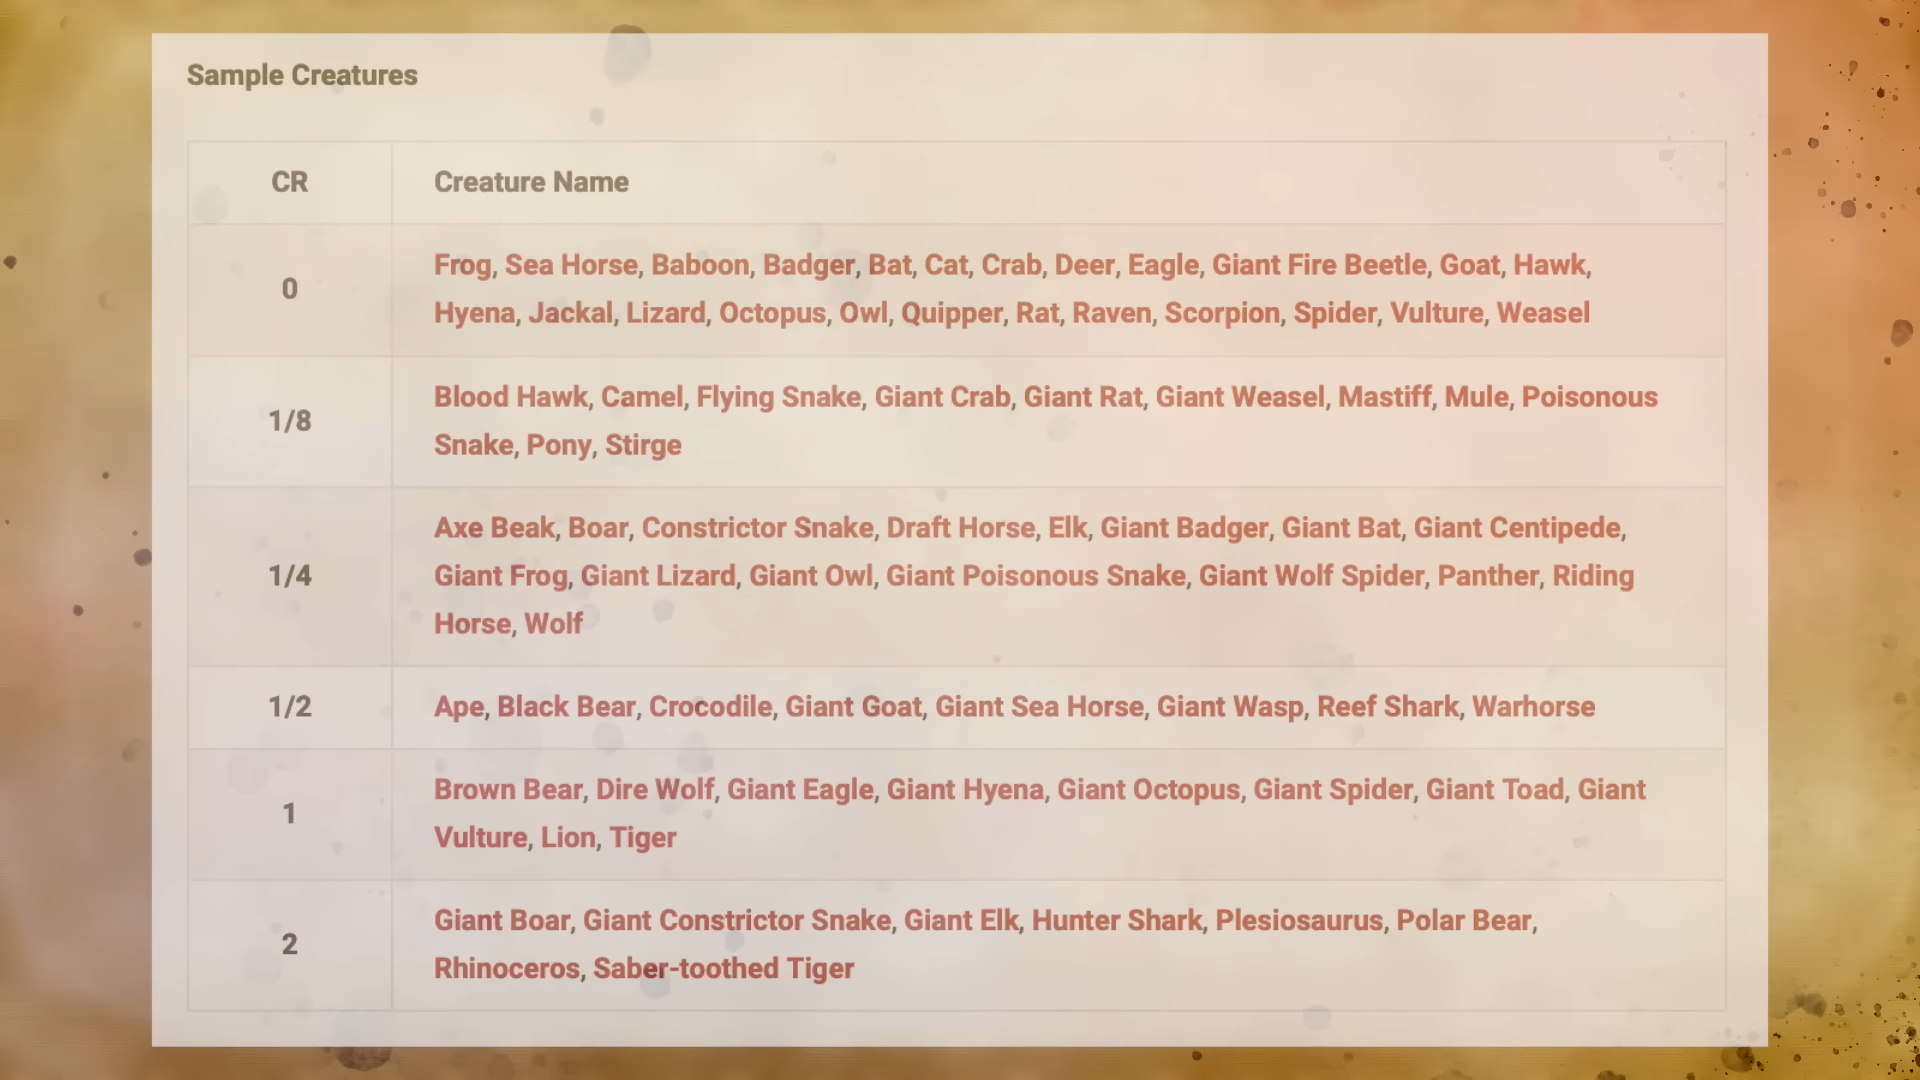 Sample Creatures
CR Creature Name
0
Frog, Sea Horse, Baboon, Badger, Bat, Cat, Crab, Deer, Eagle, Giant Fire Beetle, Goat, Hawk,
Hyena, Jackal, Lizard, Octopus, Owl, Quipper, Rat, Raven, Scorpion, Spider, Vulture, Weasel
1/8
Blood Hawk, Camel, Flying Snake, Giant Crab, Giant Rat, Giant Weasel, Mastiff, Mule, Poisonous
Snake, Pony, Stirge
1/4
Axe Beak, Boar, Constrictor Snake, Draft Horse, Elk, Giant Badger, Giant Bat, Giant Centipede,
Giant Frog, Giant Lizard, Giant Owl, Giant Poisonous Snake, Giant Wolf Spider, Panther, Riding
Horse, Wolf
1/2
Ape, Black Bear, Crocodile, Giant Goat, Giant Sea Horse, Giant Wasp, Reef Shark, Warhorse
1
Brown Bear, Dire Wolf, Giant Eagle, Giant Hyena, Giant Octopus, Giant Spider, Giant Toad, Giant
Vulture, Lion, Tiger
2
Giant Boar, Giant Constrictor Snake, Giant Elk, Hunter Shark, Plesiosaurus, Polar Bear,
Rhinoceros, Saber-toothed Tiger